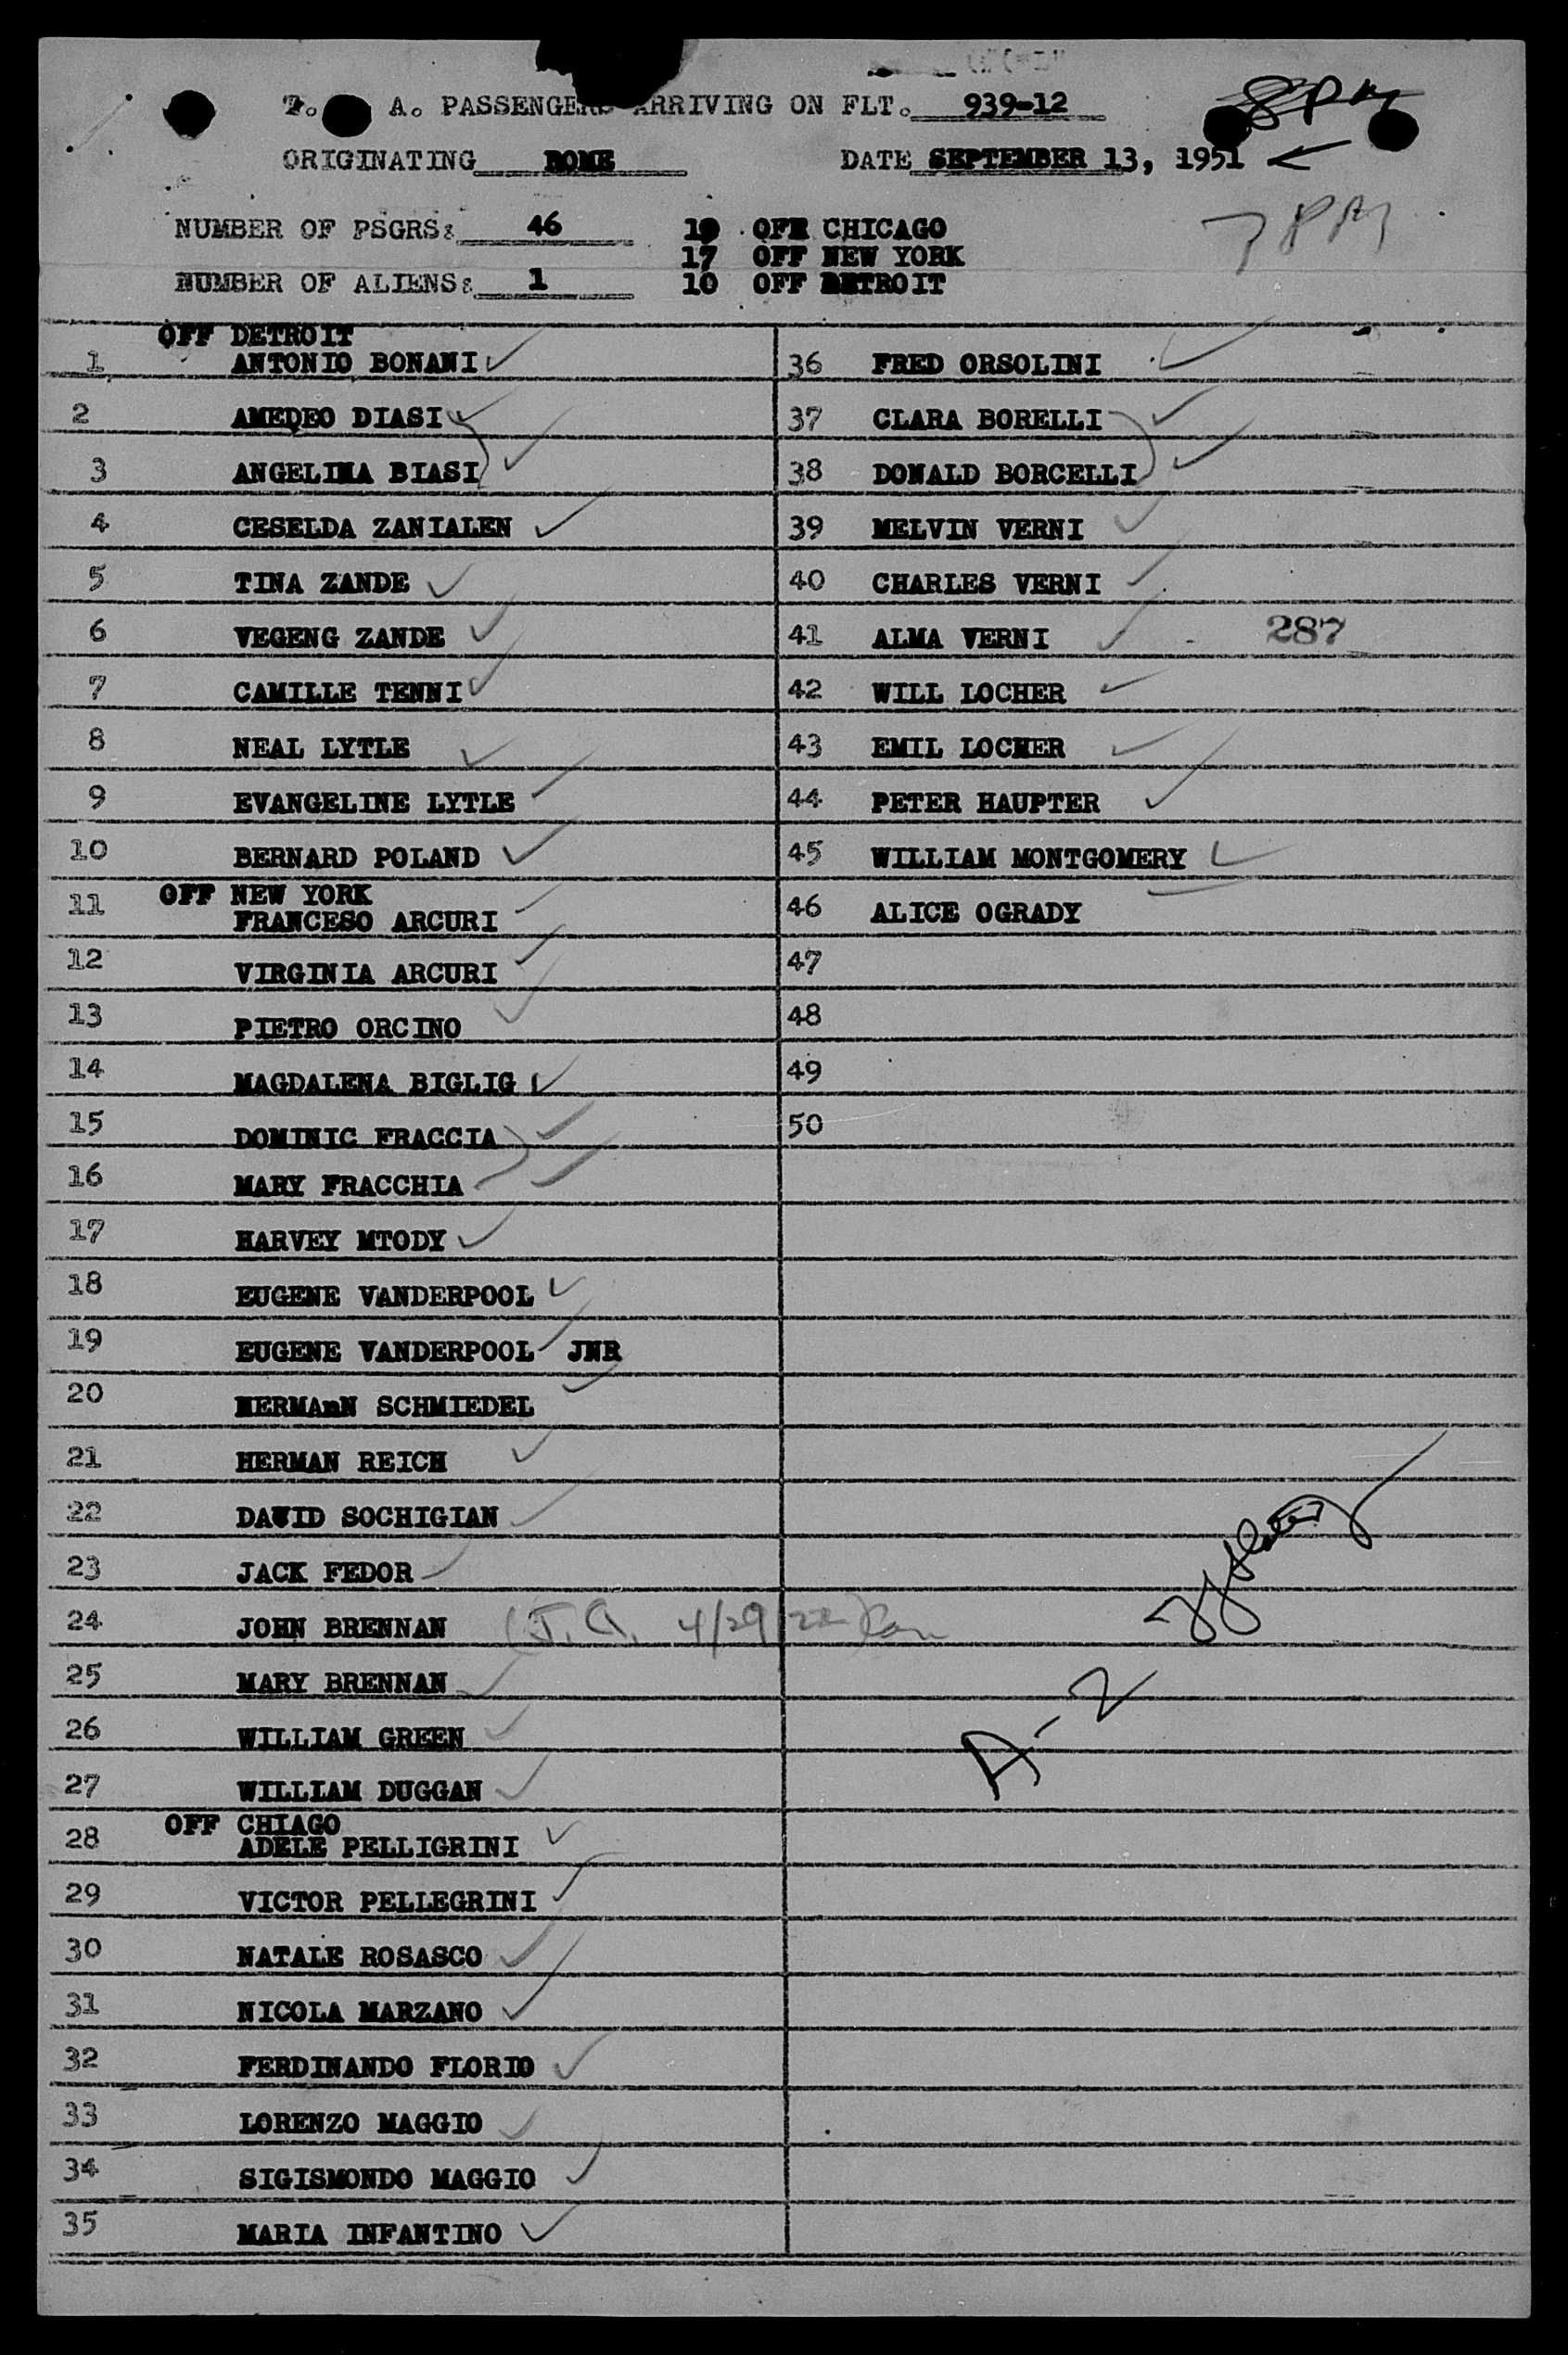 T. A. PASSENGERS ARRIVING ON FLT. 939-12
8PM
ORIGINATING ROME DATE SEPTEMBER 13, 1951
7PM
NUMBER OF PSGRS: 46 19 OFF CHICAGO
17 OFF NEW YORK
NUMBER OF ALIENS: 1 10 OFF DETROIT
OFF DETROIT
1 ANTONIO BONANI
2 AMEDEO DIASI
3 ANGELINA BIASI
4 CESELDA ZANIALEN
5 TINA ZANDE
6 VEGENG ZANDE
7 CAMILLE TENNI
8 NEAL LYTLE
9 EVANGELINE LYTLE
10 BERNARD POLAND
OFF NEW YORK
11 FRANCESO ARCURI
12 VIRGINIA ARCURI
13 PIETRO ORCINO
14 MAGDALENA BIGLIG
15 DOMINIC FRACCIA
16 MARY FRACCHIA
17 HARVEY MTODY
18 EUGENE VANDERPOOL
19 EUGENE VANDERPOOL JNR
20 HERMAnN SCHMIEDEL
21 HERMAN REICH
22 DAVID SOCHIGIAN
23 JACK FEDOR
24 JOHN BRENNAN (J.A. 4/29/22
25 MARY BRENNAN
26 WILLIAM GREEN
27 WILLIAM DUGGAN
OFF CHIAGO
28 ADELE PELLIGRINI
29 VICTOR PELLEGRINI
30 NATALE ROSASCO
31 NICOLA MARZANO
32 FERDINANDO FLORIO
33 LORENZO MAGGIO
34 SIGISMONDO MAGGIO
35 MARIA INFANTINO
36 FRED ORSOLINI
37 CLARA BORELLI
38 DONALD BORCELLI
39 MELVIN VERNI
40 CHARLES VERNI
41 ALMA VERNI 287
42 WILL LOCHER
43 EMIL LOCHER
44 PETER HAUPTER
45 WILLIAM MONTGOMERY
46 ALICE OGRADY
47
48
49
50
A-2